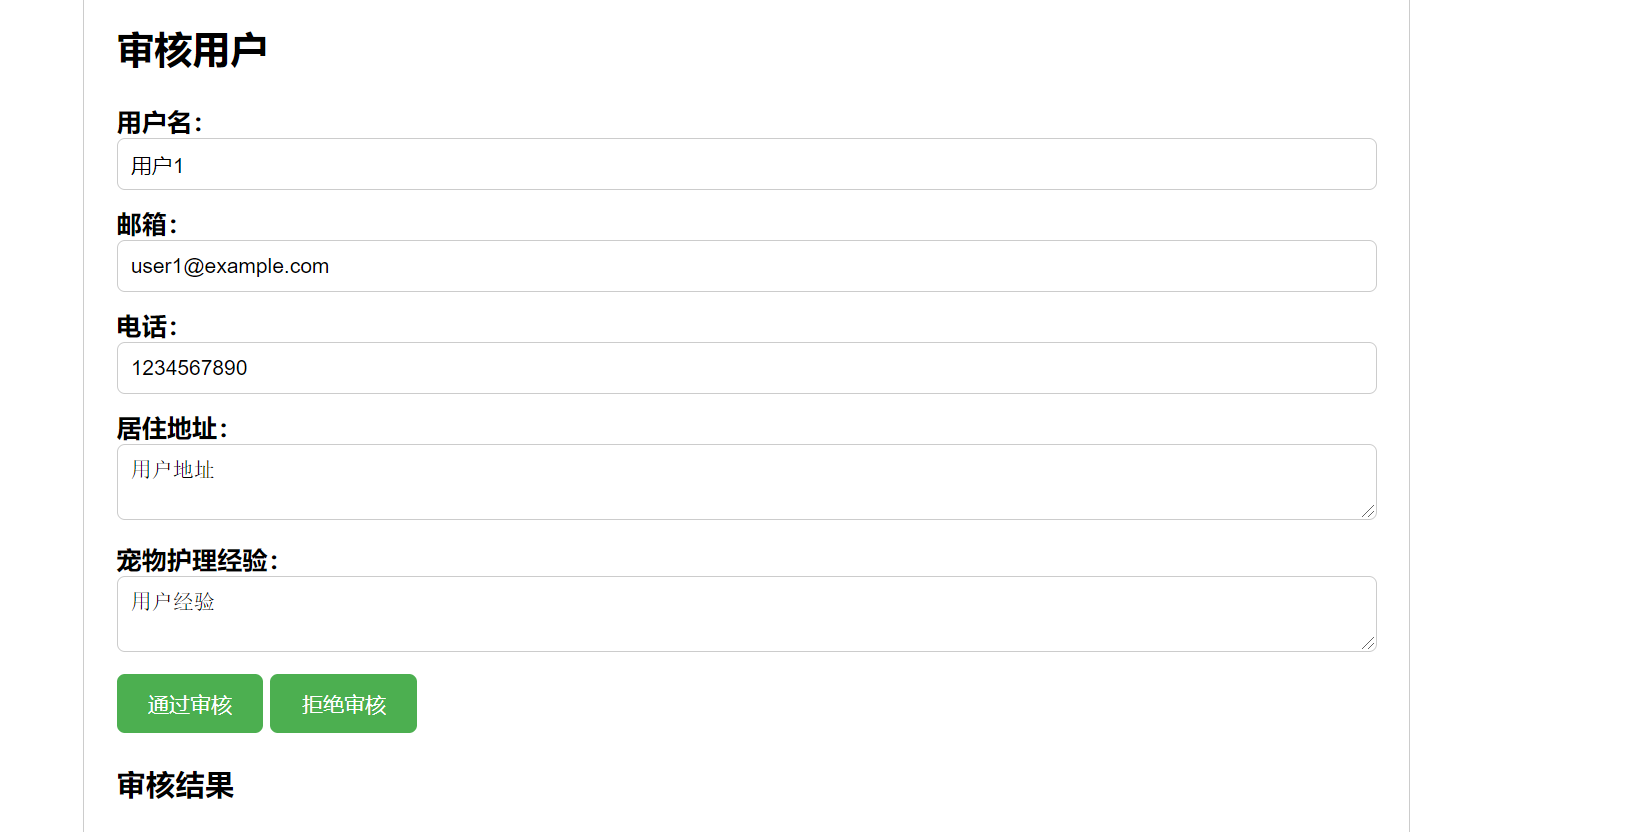 审核用户
用户名：
用户1
邮箱：
user1@example.com
电话：
1234567890
居住地址：
用户地址
宠物护理经验：
用户经验
通过审核 拒绝审核
审核结果